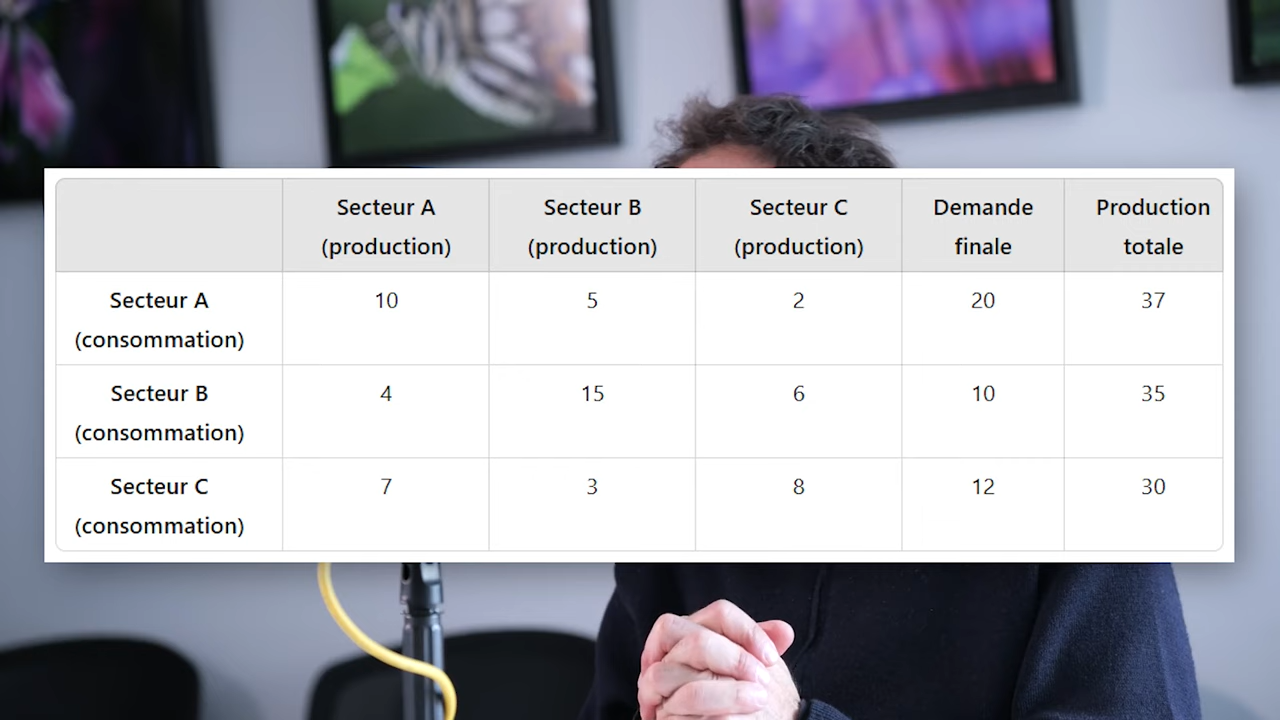 Secteur A Secteur B Secteur C Demande Production
(production) (production) (production) finale totale
Secteur A 10 5 2 20 37
(consommation)
Secteur B 4 15 6 10 35
(consommation)
Secteur C 7 3 8 12 30
(consommation)